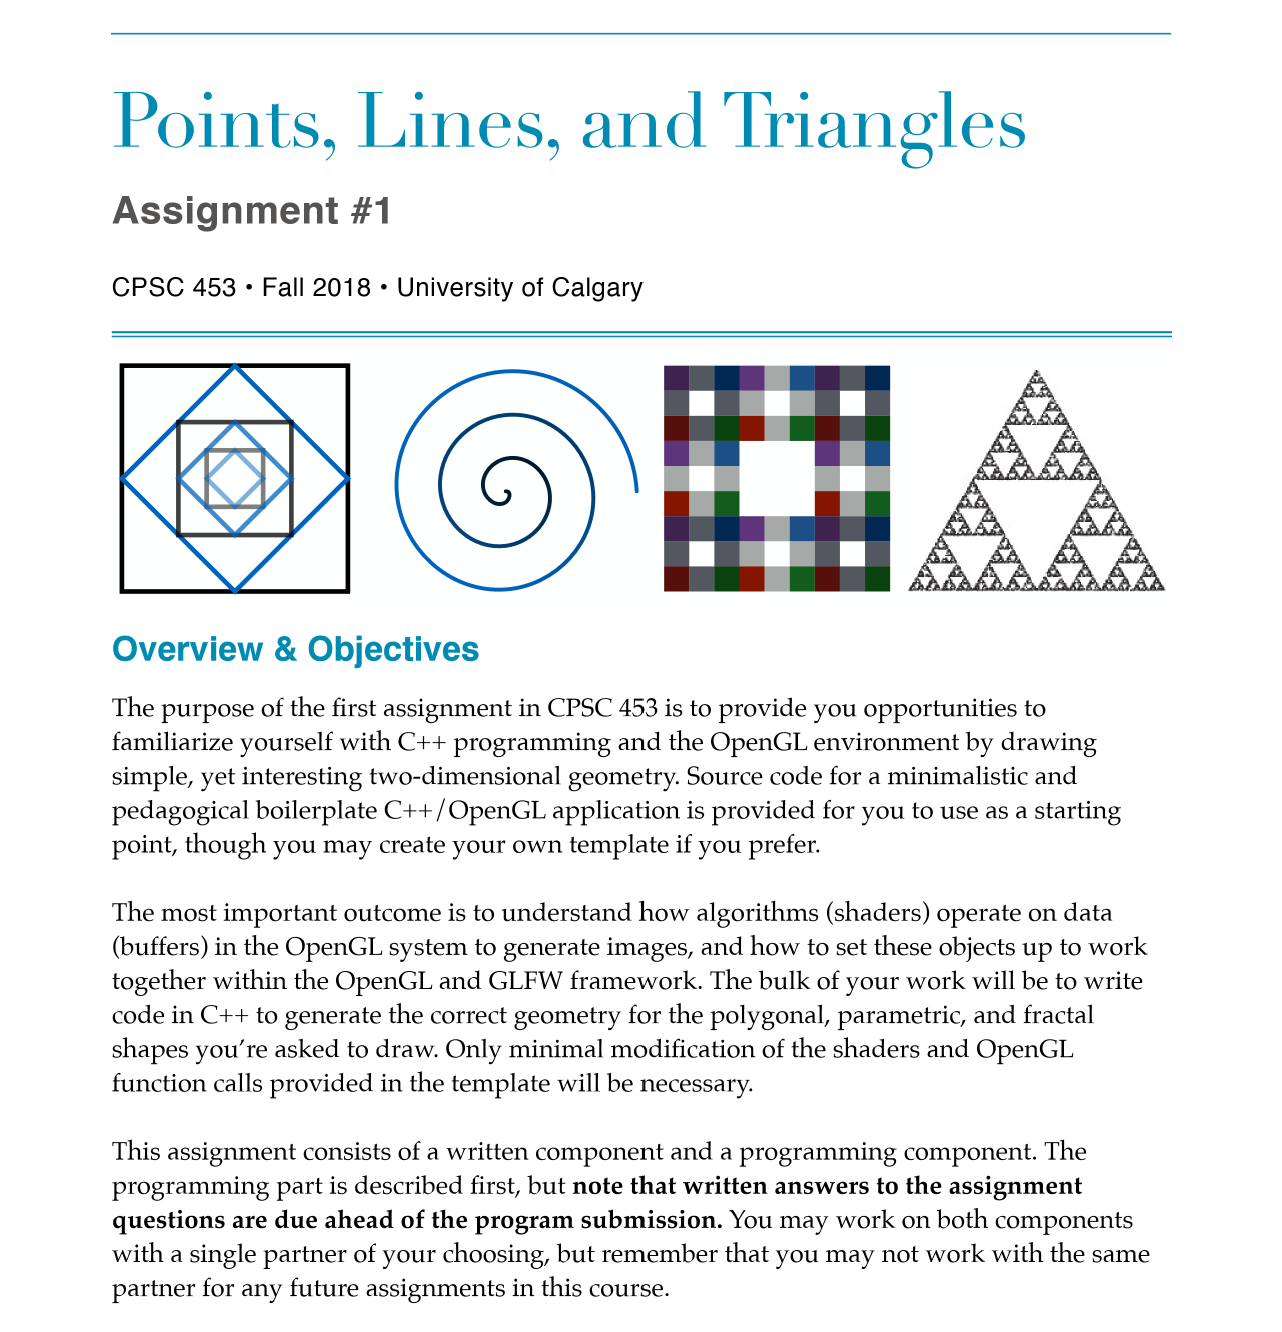 Points, Lines, and Triangles
Assignment #1
CPSC 453 • Fall 2018 • University of Calgary
Overview & Objectives
The purpose of the first assignment in CPSC 453 is to provide you opportunities to
familiarize yourself with C++ programming and the OpenGL environment by drawing
simple, yet interesting two-dimensional geometry. Source code for a minimalistic and
pedagogical boilerplate C++/OpenGL application is provided for you to use as a starting
point, though you may create your own template if you prefer.
The most important outcome is to understand how algorithms (shaders) operate on data
(buffers) in the OpenGL system to generate images, and how to set these objects up to work
together within the OpenGL and GLFW framework. The bulk of your work will be to write
code in C++ to generate the correct geometry for the polygonal, parametric, and fractal
shapes you're asked to draw. Only minimal modification of the shaders and OpenGL
function calls provided in the template will be necessary.
This assignment consists of a written component and a programming component. The
programming part is described first, but note that written answers to the assignment
questions are due ahead of the program submission. You may work on both components
with a single partner of your choosing, but remember that you may not work with the same
partner for any future assignments in this course.